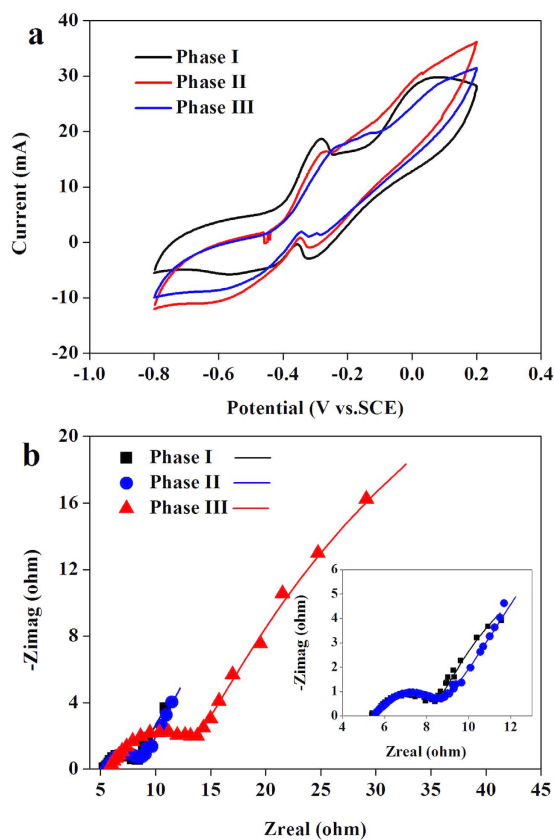 a
Phase I
Phase II
Phase III
40
30
20
10
0
-10
-20
Current (mA)
-1.0 -0.8 -0.6 -0.4 -0.2 0.0 0.2
Potential (V vs.SCE)
b
Phase I
Phase II
Phase III
20
16
12
8
4
0
-Zimag (ohm)
5 10 15 20 25 30 35 40 45
Zreal (ohm)
6
5
4
3
2
1
0
-Zimag (ohm)
4 6 8 10 12
Zreal (ohm)